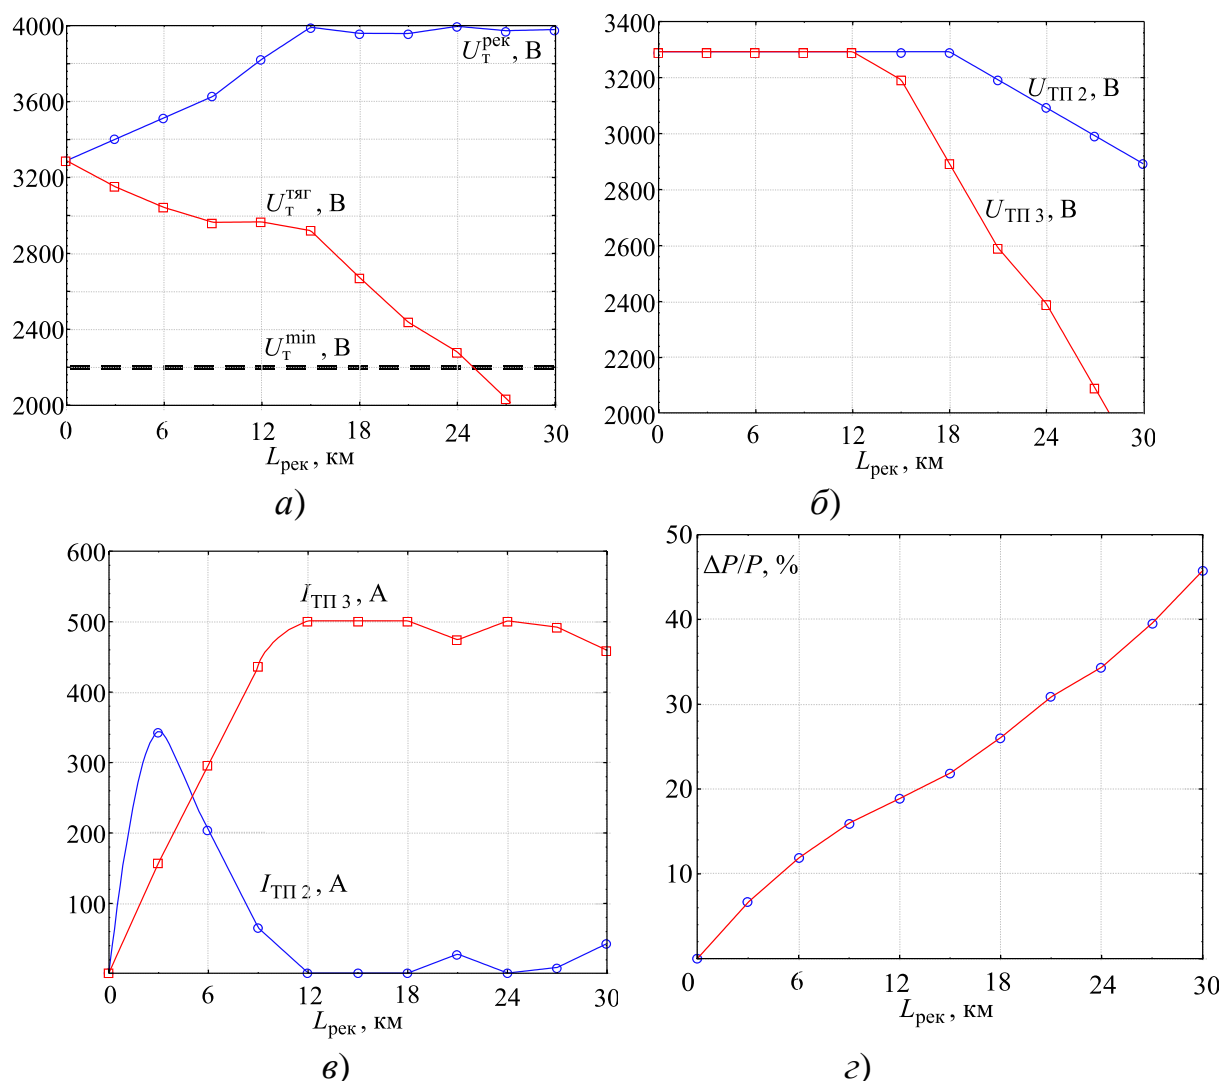 4000
3600
3200
2800
2400
2000
U_т^рек, В
U_т^тяг, В
U_т^min, В
0 6 12 18 24 30
L_рек, км
а)
3400
3200
3000
2800
2600
2400
2200
2000
U_ТП 2, В
U_ТП 3, В
0 6 12 18 24 30
L_рек, км
б)
600
500
400
300
200
100
I_ТП 3, А
I_ТП 2, А
0 6 12 18 24 30
L_рек, км
в)
50
40
30
20
10
ΔP/P, %
0 6 12 18 24 30
L_рек, км
г)